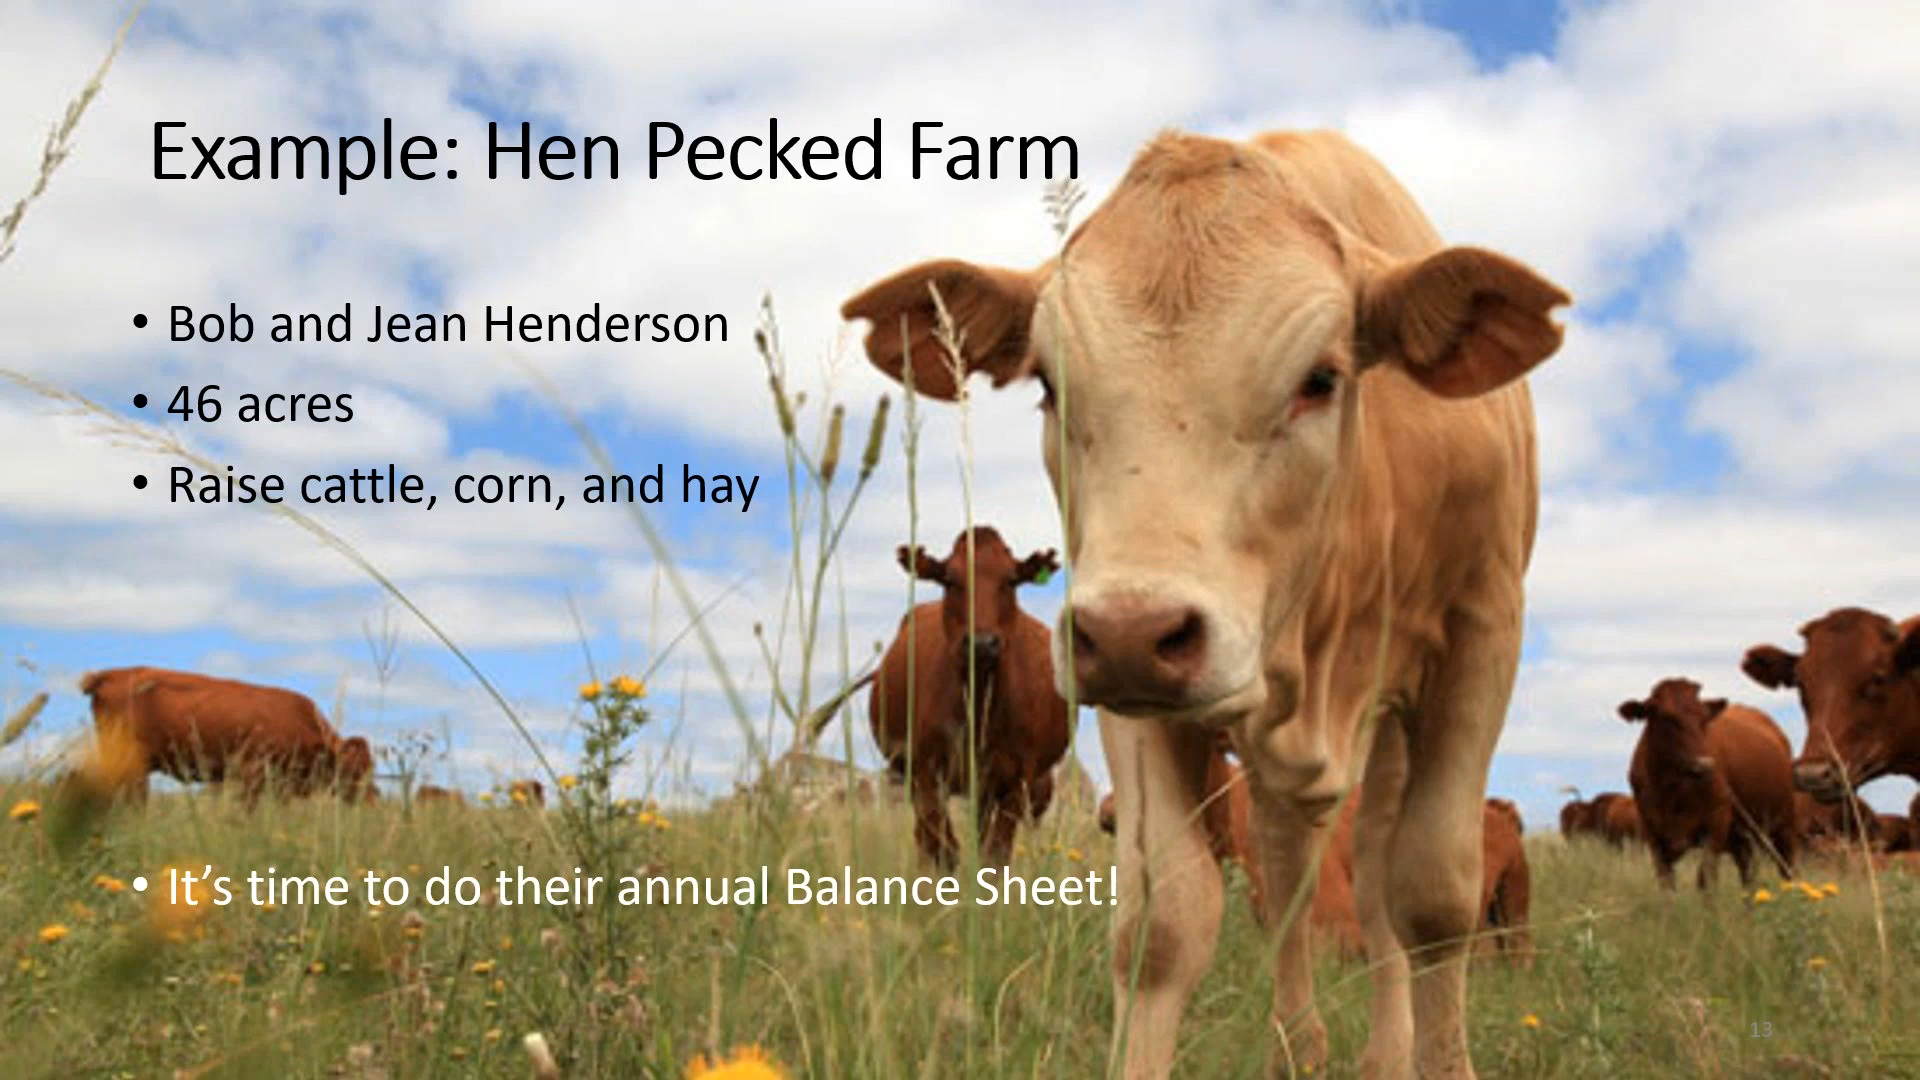 Example: Hen Pecked Farm
• Bob and Jean Henderson
• 46 acres
• Raise cattle, corn, and hay
• It’s time to do their annual Balance Sheet!
13